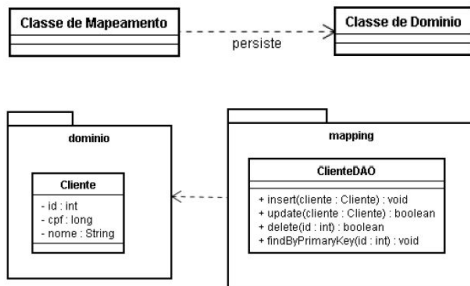 Classe de Mapeamento
Classe de Dominio
persiste
dominio
Cliente
- id : int
- cpf : long
- nome : String
mapping
ClienteDAO
+ insert(cliente : Cliente) : void
+ update(cliente : Cliente) : boolean
+ delete(id : int) : boolean
+ findByPrimaryKey(id : int) : void